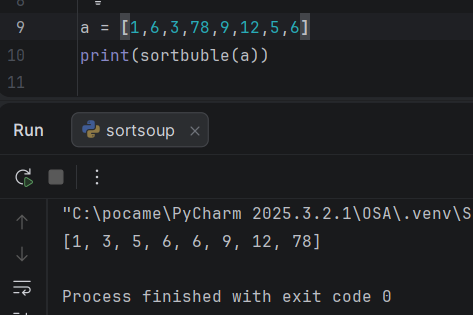 9 a = [1,6,3,78,9,12,5,6]
10 print(sortbuble(a))
11
Run sortsoup
"C:\pocame\PyCharm 2025.3.2.1\OSA\.venv\S
[1, 3, 5, 6, 6, 9, 12, 78]
Process finished with exit code 0